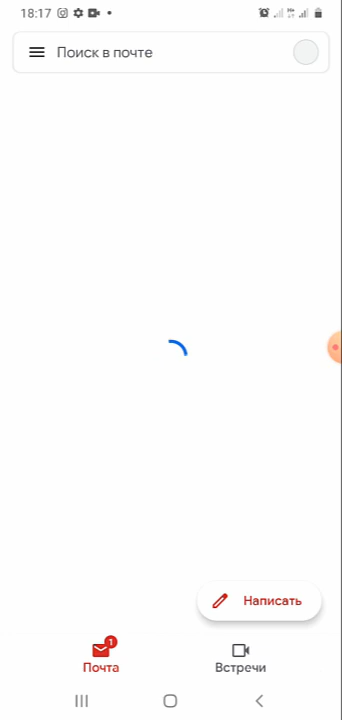 18:17
Поиск в почте
Написать
1
Почта
Встречи